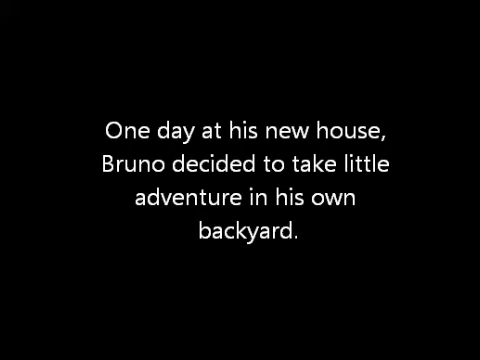 One day at his new house,
Bruno decided to take little
adventure in his own
backyard.